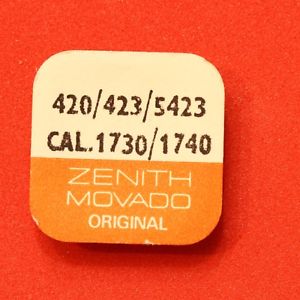 420/423/5423
CAL.1730/1740
ZENITH
MOVADO
ORIGINAL